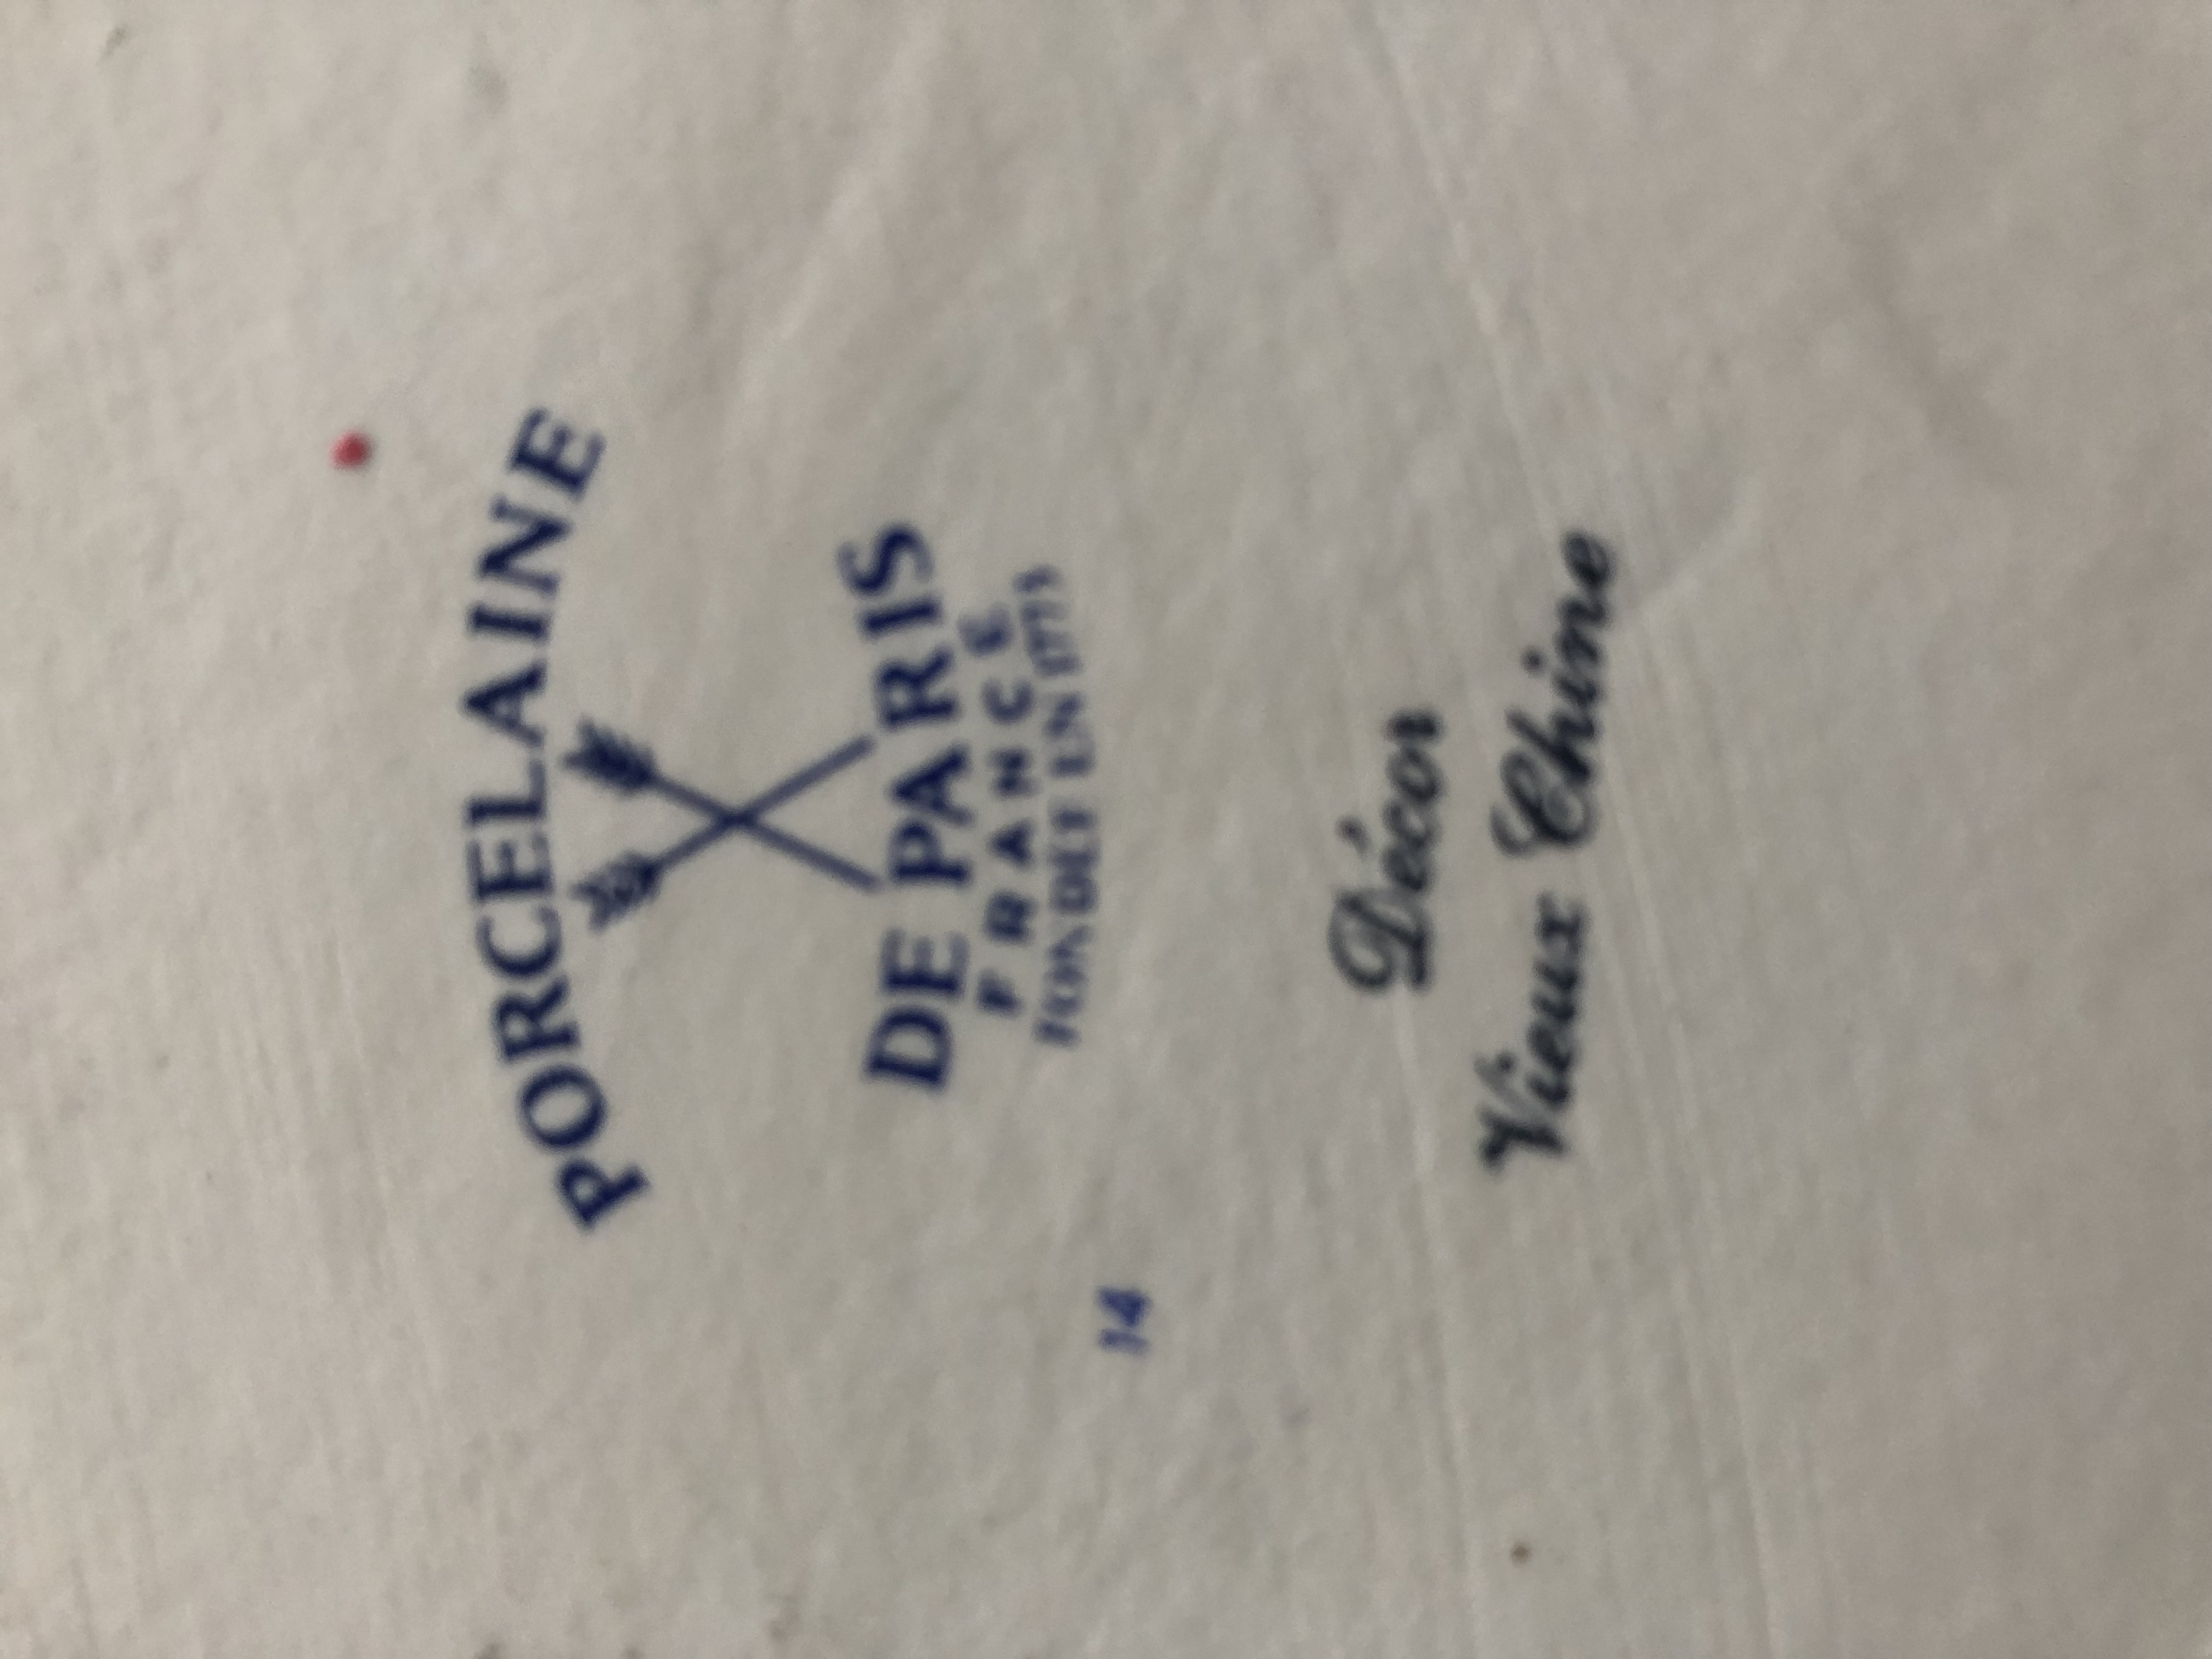 PORCELAINE
DE PARIS
FRANCE
FONDÉE EN 1773
14
Décor
Vieux Chine